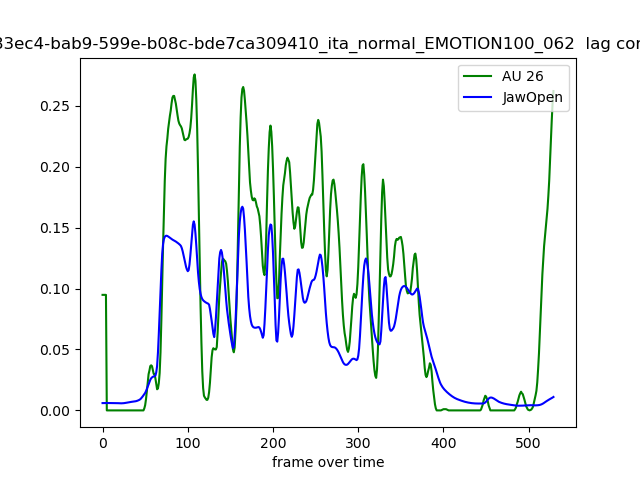 33ec4-bab9-599e-b08c-bde7ca309410_ita_normal_EMOTION100_062 lag cor
AU 26
JawOpen
0.25
0.20
0.15
0.10
0.05
0.00
0 100 200 300 400 500
frame over time